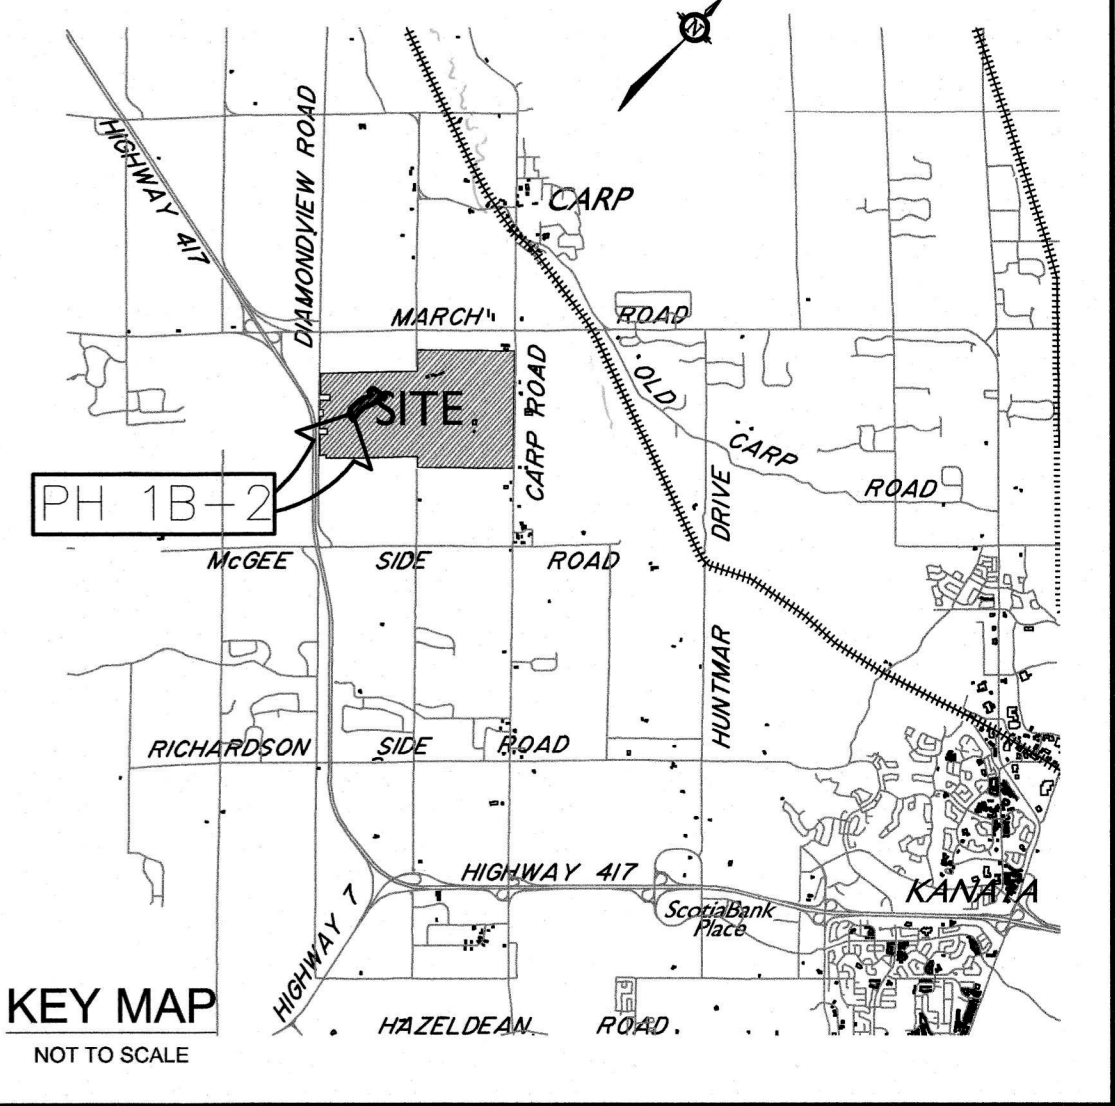 N
HIGHWAY 417
DIAMONDVIEW ROAD
CARP
MARCH ROAD
OLD CARP ROAD
SITE
CARP ROAD
PH 1B-2
HUNTMAR DRIVE
McGEE SIDE ROAD
RICHARDSON SIDE ROAD
HIGHWAY 417
KANATA
ScotiaBank
Place
HIGHWAY 7
KEY MAP
NOT TO SCALE
HAZELDEAN ROAD